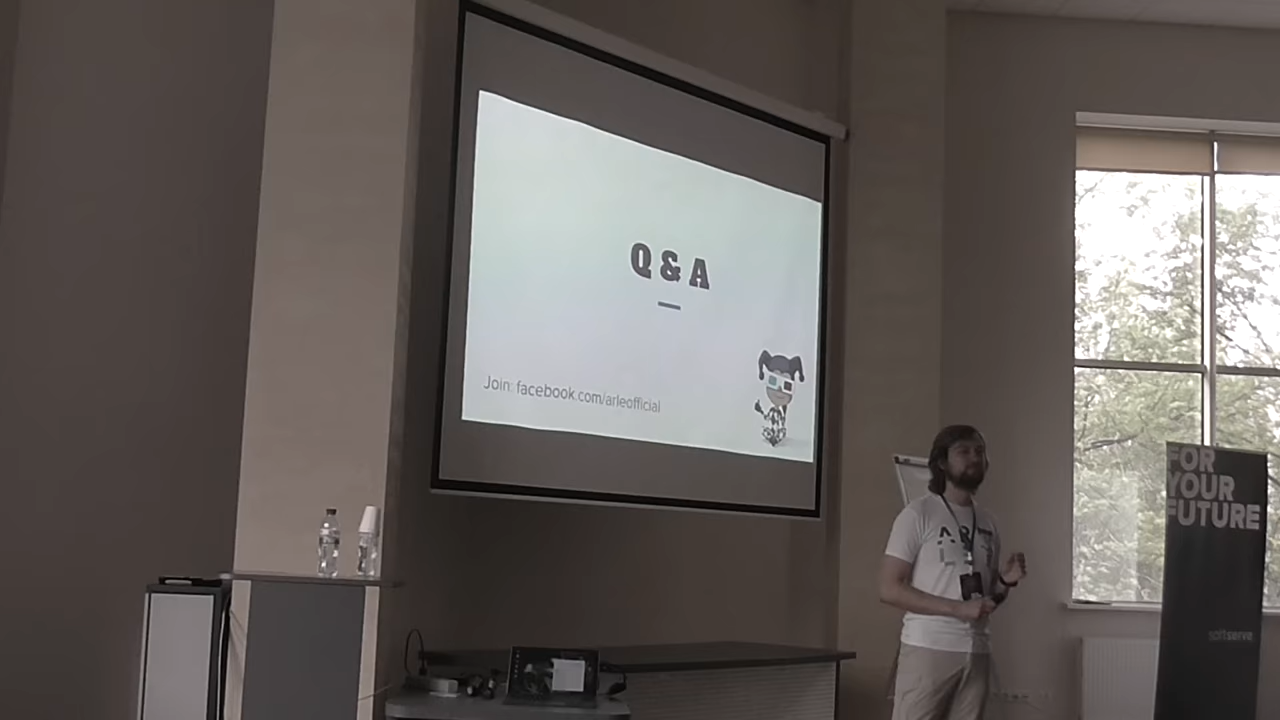 Q & A
Join: facebook.com/arleofficial
FOR
YOUR
FUTURE
softserve